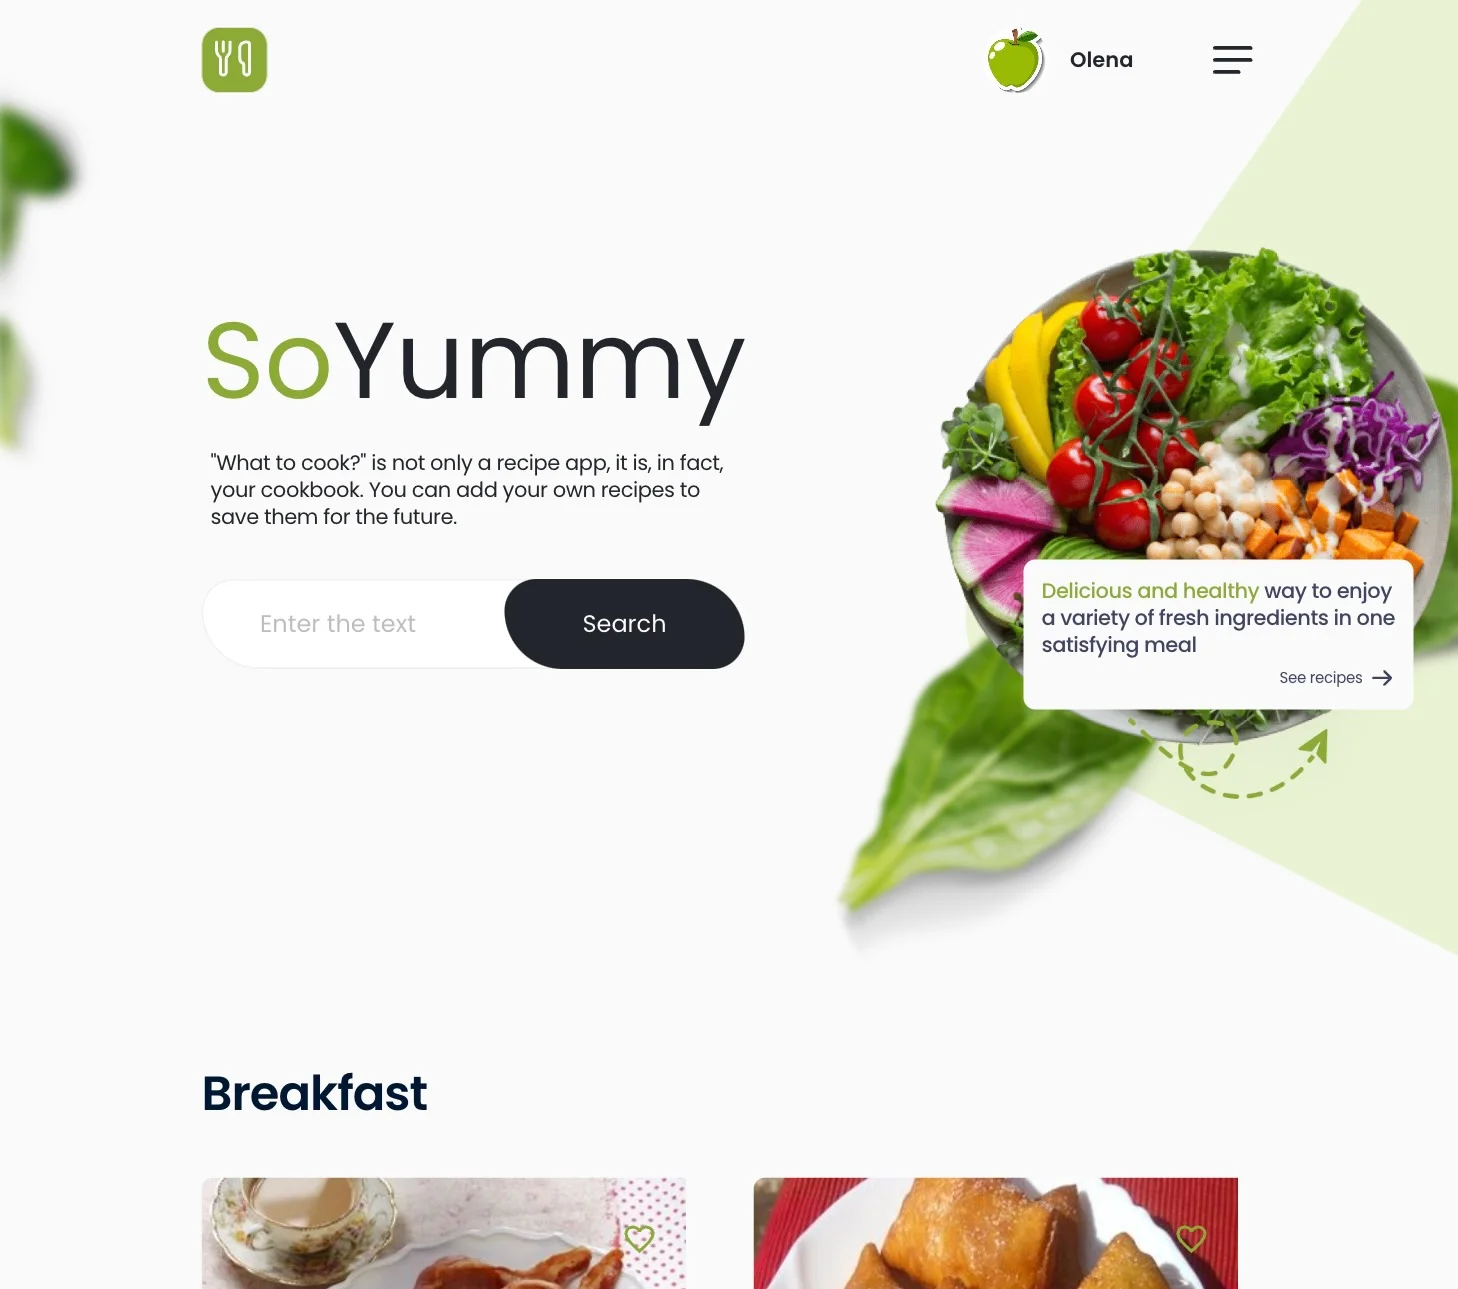 Olena
SoYummy
"What to cook?" is not only a recipe app, it is, in fact,
your cookbook. You can add your own recipes to
save them for the future.
Enter the text
Search
Delicious and healthy way to enjoy
a variety of fresh ingredients in one
satisfying meal
See recipes
Breakfast